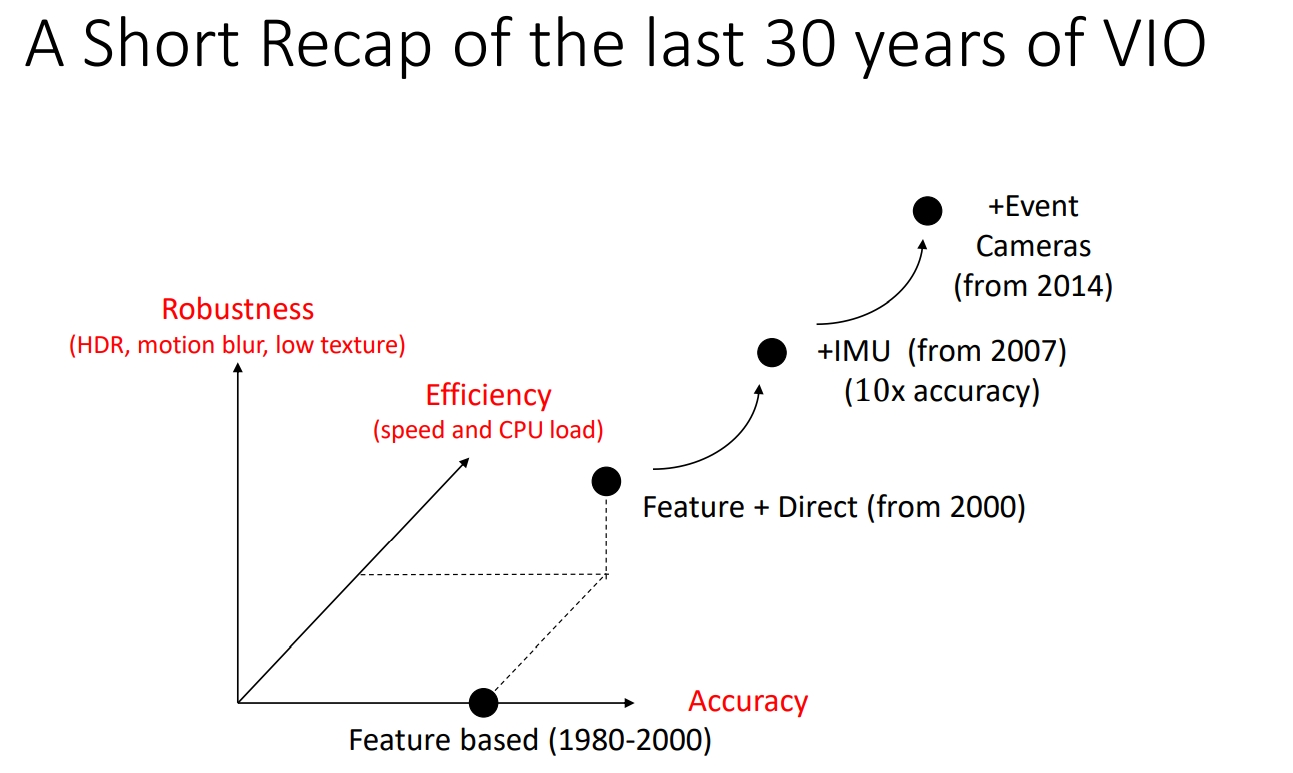 A Short Recap of the last 30 years of VIO
+Event
Cameras
(from 2014)
Robustness
(HDR, motion blur, low texture)
+IMU (from 2007)
(10x accuracy)
Efficiency
(speed and CPU load)
Feature + Direct (from 2000)
Accuracy
Feature based (1980-2000)